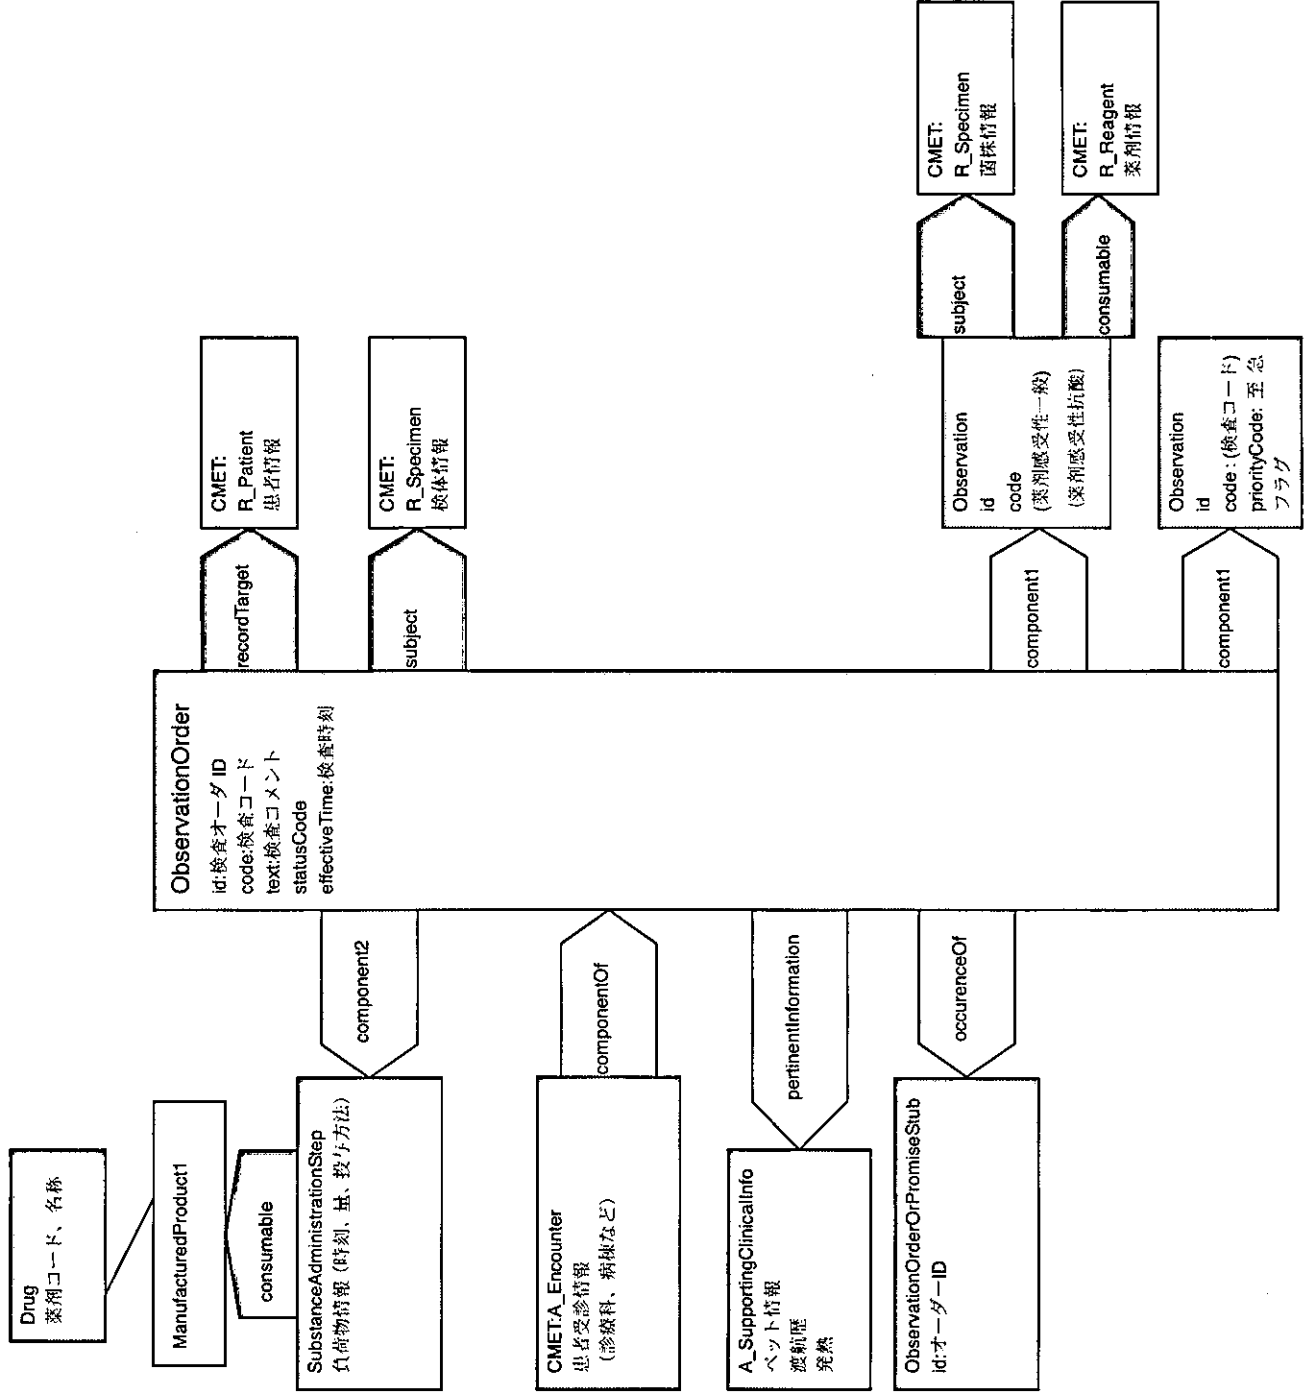 Drug
薬剤コード、名称
ManufacturedProduct1
consumable
SubstanceAdministrationStep
負荷物情報（時刻、量、投与方法）
component2
CMET:A_Encounter
患者受診情報
（診療科、病棟など）
componentOf
A_SupportingClinicalInfo
ペット情報
渡航歴
発熱
pertinentInformation
ObservationOrderOrPromiseStub
id:オーダーID
occurenceOf
ObservationOrder
id:検査オーダID
code:検査コード
text:検査コメント
statusCode
effectiveTime:検査時刻
recordTarget
CMET:
R_Patient
患者情報
subject
CMET:
R_Specimen
検体情報
component1
Observation
id
code
(薬剤感受性一般)
(薬剤感受性抗酸)
subject
CMET:
R_Specimen
菌株情報
consumable
CMET:
R_Reagent
薬剤情報
component1
Observation
id
code:(検査コード)
priorityCode: 至急
フラグ